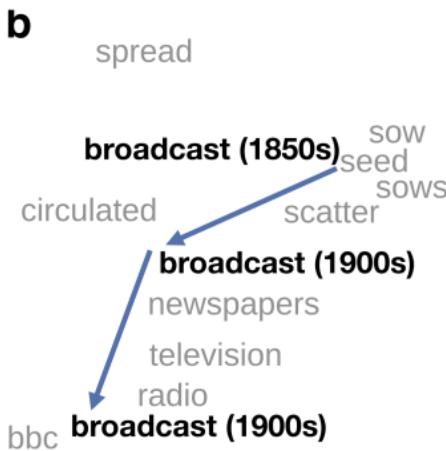 b
spread
sow
broadcast (1850s)
seed
sows
circulated
scatter
broadcast (1900s)
newspapers
television
radio
broadcast (1900s)
bbc